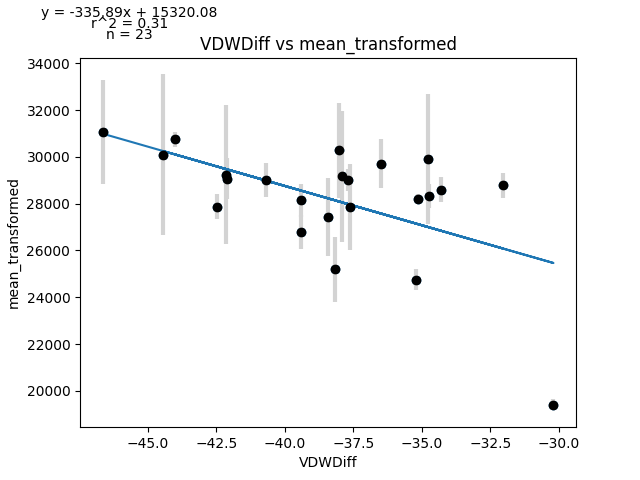 y = -335.89x + 15320.08
r^2 = 0.31
n = 23
VDWDiff vs mean_transformed
34000
32000
30000
28000
26000
24000
22000
20000
mean_transformed
−45.0 −42.5 −40.0 −37.5 −35.0 −32.5 −30.0
VDWDiff